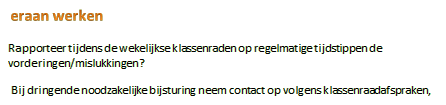 eraan werken
Rapporteer tijdens de wekelijkse klassenraden op regelmatige tijdstippen de
vorderingen/mislukkingen?
Bij dringende noodzakelijke bijsturing neem contact op volgens klassenraadafspraken,